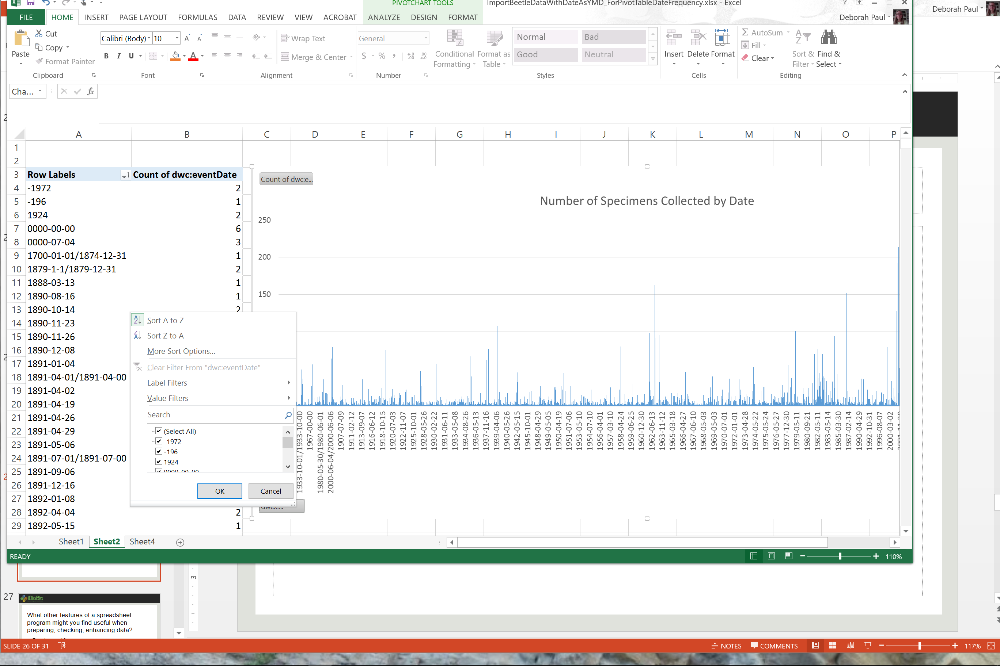 PIVOTCHART TOOLS
ImportBeetleDataWithDateAsYMD_ForPivotTableDateFrequency.xlsx - Excel
Deborah Paul
FILE HOME INSERT PAGE LAYOUT FORMULAS DATA REVIEW VIEW ACROBAT ANALYZE DESIGN FORMAT
Deborah Paul
Paste
Cut
Copy
Format Painter
Clipboard
Calibri (Body) 10
B I U A
Font
Wrap Text
Merge & Center
Alignment
General
$ % ,
Number
Conditional Formatting
Format as Table
Normal Bad
Good Neutral
Styles
Insert Delete Format
Cells
AutoSum
Fill
Clear
Sort & Filter
Find & Select
Editing
Cha...
fx
A B C D E F G H I J K L M N O P
1
2
3 Row Labels Count of dwc:eventDate
4 -1972 2
5 -196 1
6 1924 2
7 0000-00-00 6
8 0000-07-04 3
9 1700-01-01/1874-12-31 1
10 1879-1-1/1879-12-31 2
11 1888-03-13 1
12 1890-08-16 1
13 1890-10-14 2
14 1890-11-23
15 1890-11-26
16 1890-12-08
17 1891-01-04
18 1891-04-01/1891-04-00
19 1891-04-02
20 1891-04-19
21 1891-04-26
22 1891-04-29
23 1891-05-06
24 1891-07-01/1891-07-00
25 1891-09-06
26 1891-12-16
27 1892-01-08
28 1892-04-04 2
29 1892-05-15 1
Sort A to Z
Sort Z to A
More Sort Options...
Clear Filter From "dwc:eventDate"
Label Filters
Value Filters
Search
(Select All)
-1972
-196
1924
0000-00-00
OK Cancel
Count of dwc:e...
Number of Specimens Collected by Date
250
200
150
1933-10-01/1933-10-00
1967-00-00
1980-05-30/1980-06-01
2000-06-04/2000-06-06
1907-07-09
1911-02-12
1913-09-07
1916-06-12
1918-10-15
1920-07-03
1922-11-07
1925-10-01
1928-05-26
1930-02-22
1931-06-11
1933-05-08
1934-08-26
1936-05-13
1937-11-16
1939-04-06
1940-05-26
1942-05-15
1945-10-01
1948-04-29
1949-05-05
1950-04-19
1951-07-06
1953-05-10
1954-07-10
1956-04-01
1957-03-10
1958-04-24
1959-06-25
1960-12-30
1962-06-13
1963-11-12
1965-03-18
1966-04-27
1967-06-10
1968-05-03
1969-05-03
1970-07-01
1972-01-01
1973-04-28
1974-05-22
1975-05-24
1976-05-27
1977-12-30
1979-05-11
1980-09-21
1982-05-11
1983-05-14
1985-03-30
1987-02-14
1990-04-29
1992-10-31
1996-08-07
2000-03-02
dwc:e...
Sheet1 Sheet2 Sheet4
READY
110%
3
27
iDigBio
What other features of a spreadsheet
program might you find useful when
preparing, checking, enhancing data?
SLIDE 26 OF 31
NOTES COMMENTS 117%